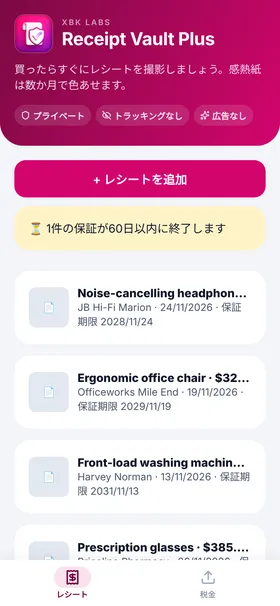 XBK LABS
Receipt Vault Plus
買ったらすぐにレシートを撮影しましょう。感熱紙
は数か月で色あせます。
プライベート
トラッキングなし
広告なし
+ レシートを追加
⏳ 1件の保証が60日以内に終了します
Noise-cancelling headphon...
JB Hi-Fi Marion · 24/11/2026 · 保証
期限 2028/11/24
Ergonomic office chair · $32...
Officeworks Mile End · 19/11/2026 ·
保証期限 2029/11/19
Front-load washing machin...
Harvey Norman · 13/11/2026 · 保証期
限 2031/11/13
Prescription glasses · $385....
レシート
税金